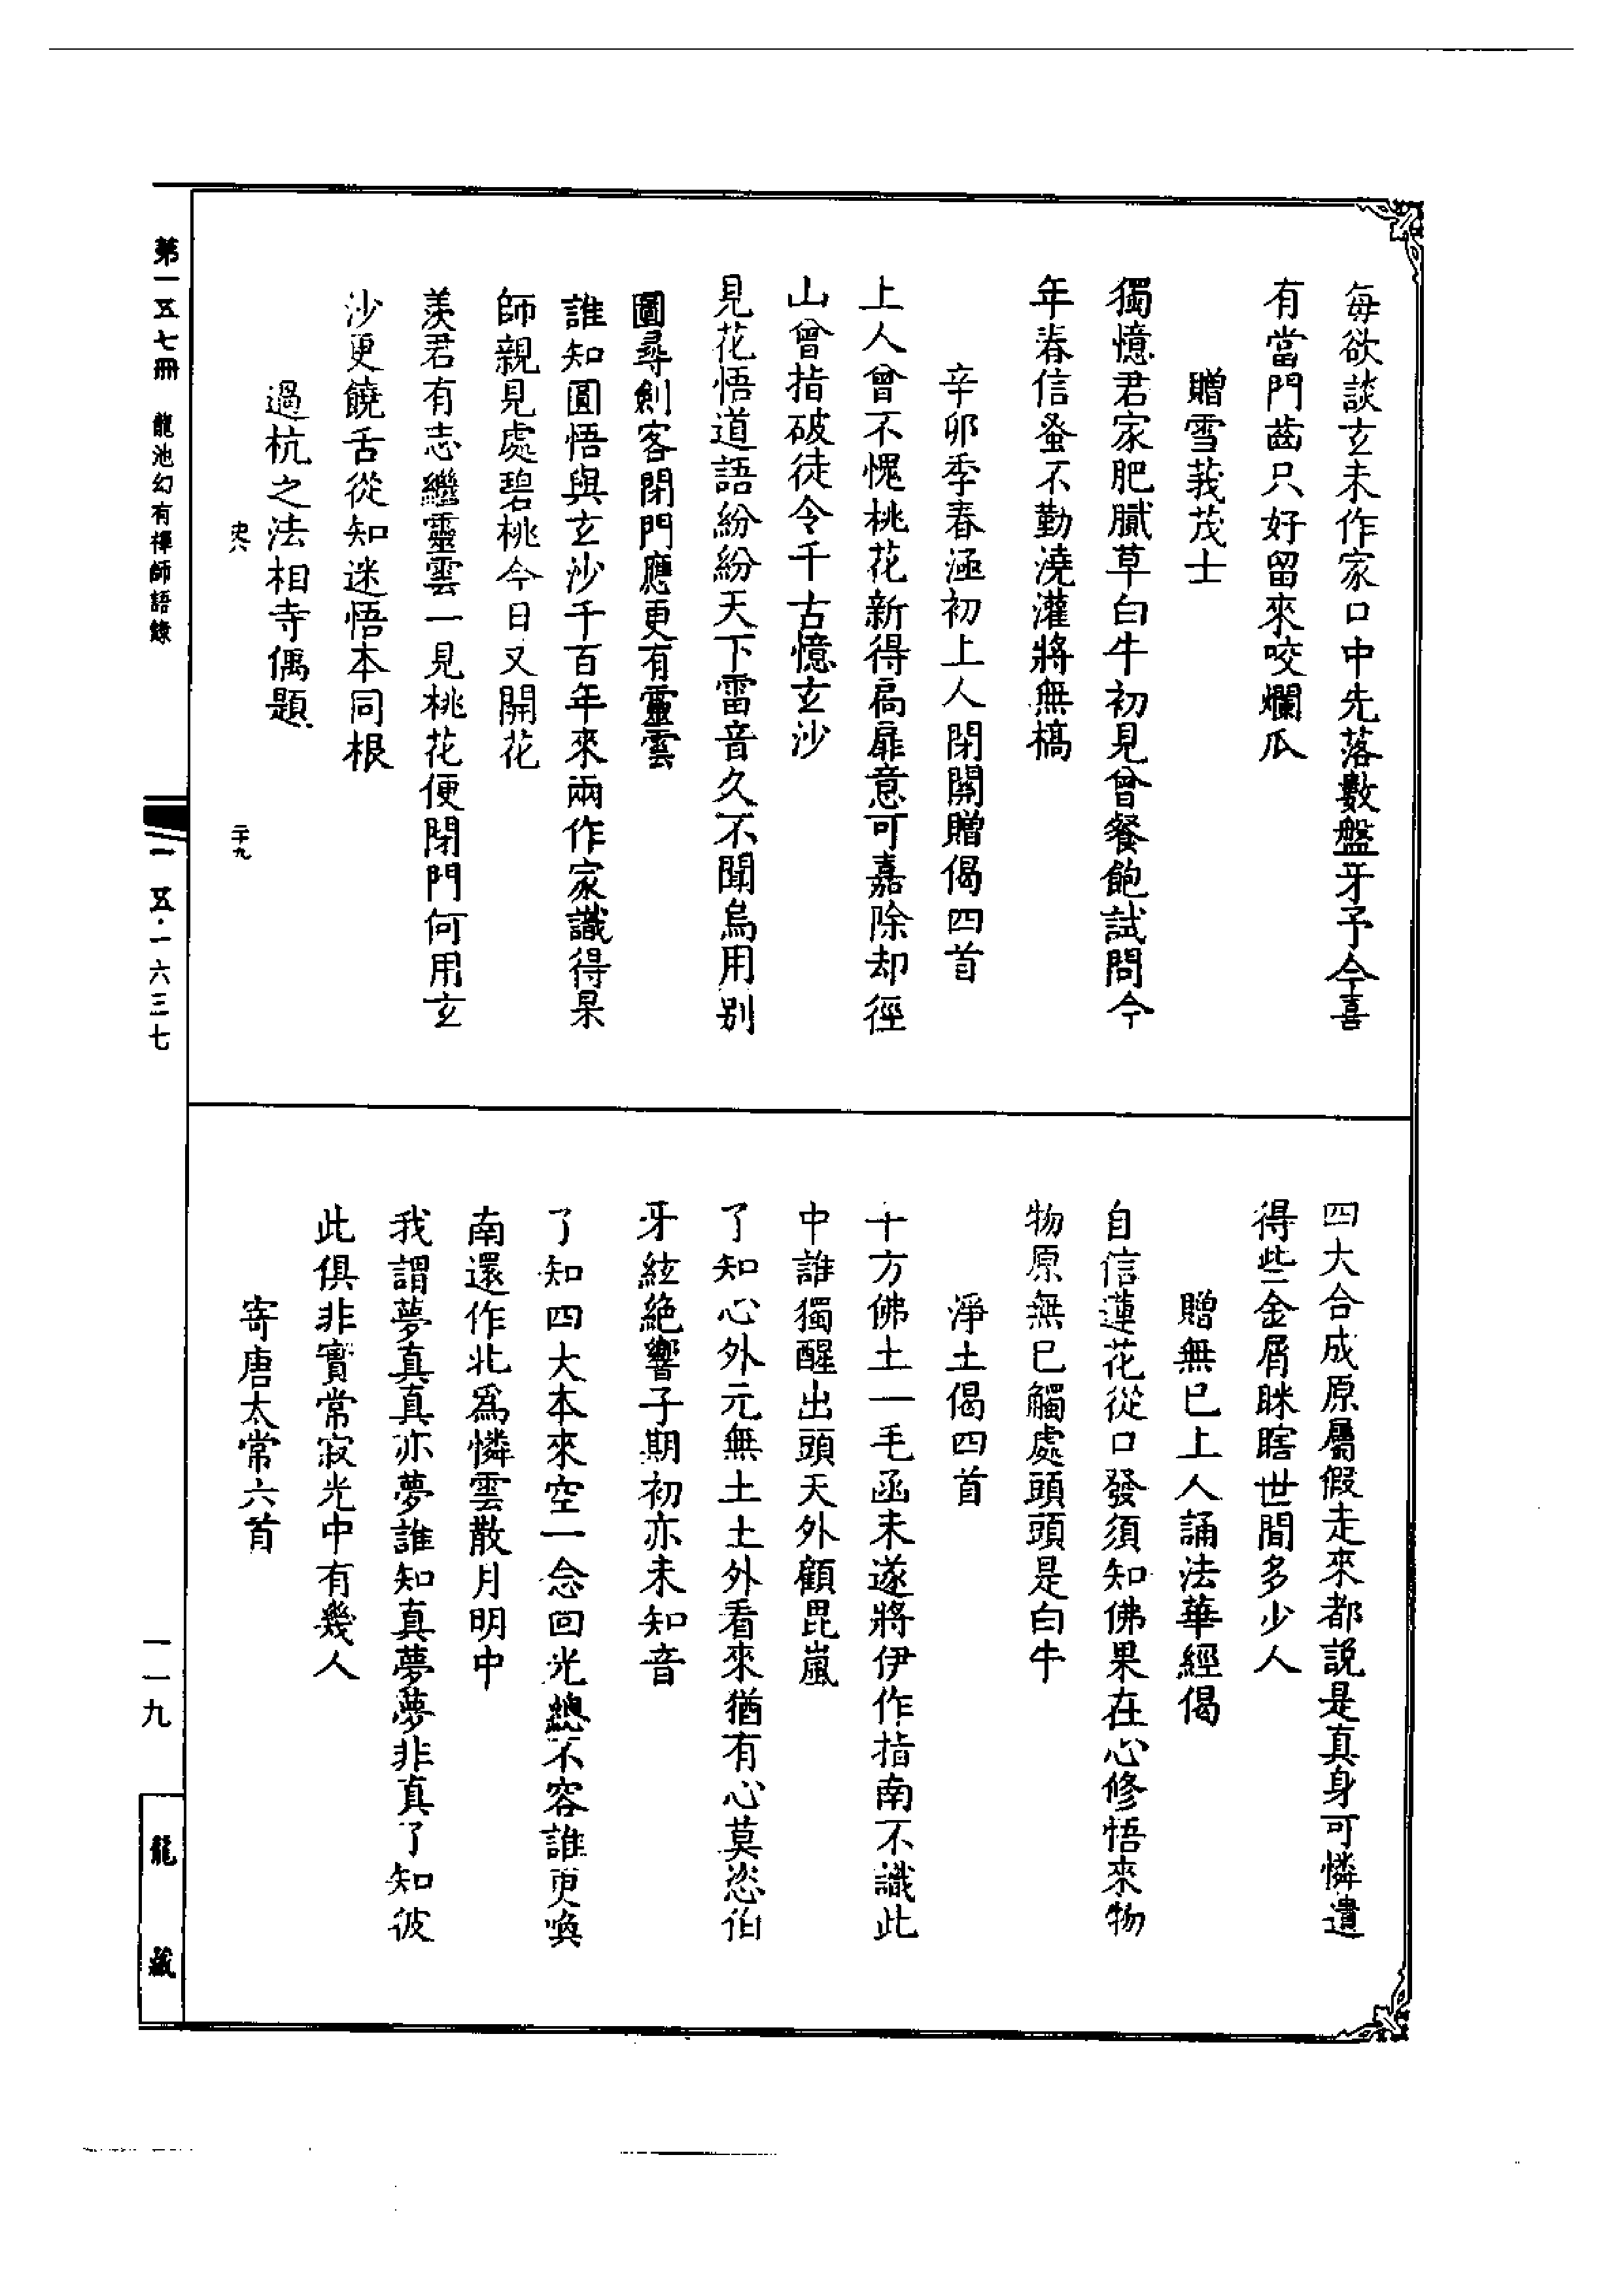 每欲談玄未作家口中先落數盤牙予今喜
有當門齒只好留來咬爛瓜
贈雪莪茂士
獨憶君家肥膩草白牛初見曾餐飽試問今
年春信蚤不勤澆灌將無槁
辛卯季春涵初上人閉關贈偈四首
上人曾不愧桃花新得扃扉意可嘉除却徑
山曾指破徒令千古憶玄沙
見花悟道語紛紛天下雷音久不聞烏用別
圖尋劍客閉門應更有靈雲
誰知圓悟與玄沙千百年來兩作家識得杲
師親見處碧桃今日又開花
羨君有志繼靈雲一見桃花便閉門何用玄
沙更饒舌從知迷悟本同根
過杭之法相寺偶題
史六
二十九
四大合成原屬假走來都説是真身可憐遺
得些金屑眯瞎世間多少人
贈無已上人誦法華經偈
自信蓮花從口發須知佛果在心修悟來物
物原無已觸處頭頭是白牛
淨土偈四首
十方佛土一毛函未遂將伊作指南不識此
中誰獨醒出頭天外顧毘嵐
了知心外元無土土外看來猶有心莫恣伯
牙絃絶響子期初亦未知音
了知四大本來空一念回光總不容誰更喚
南還作北爲憐雲散月明中
我謂夢真真亦夢誰知真夢夢非真了知彼
此俱非實常寂光中有幾人
寄唐太常六首
第一五七冊 龍池幻有禪師語錄
一五·一六三七
一一九
龍藏